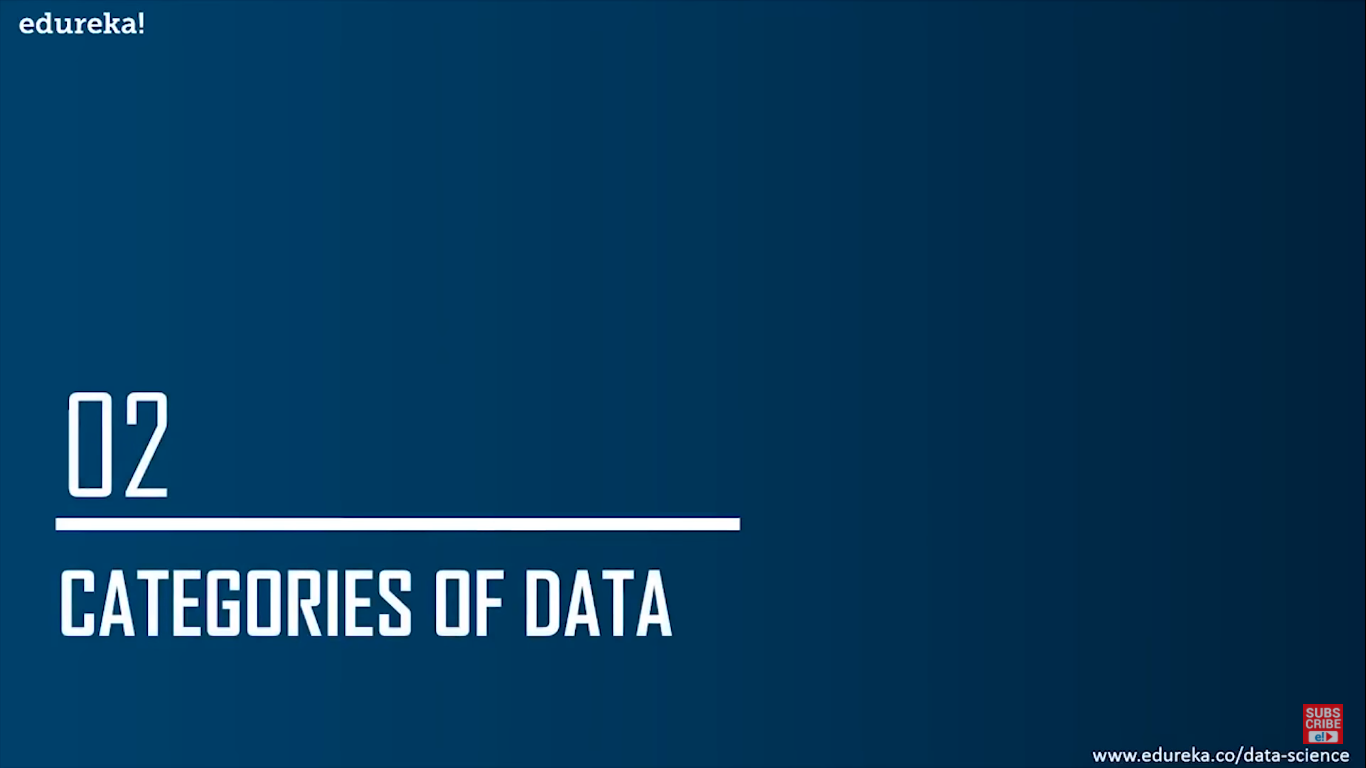 edureka!
02
CATEGORIES OF DATA
SUBS
CRIBE
e!
www.edureka.co/data-science